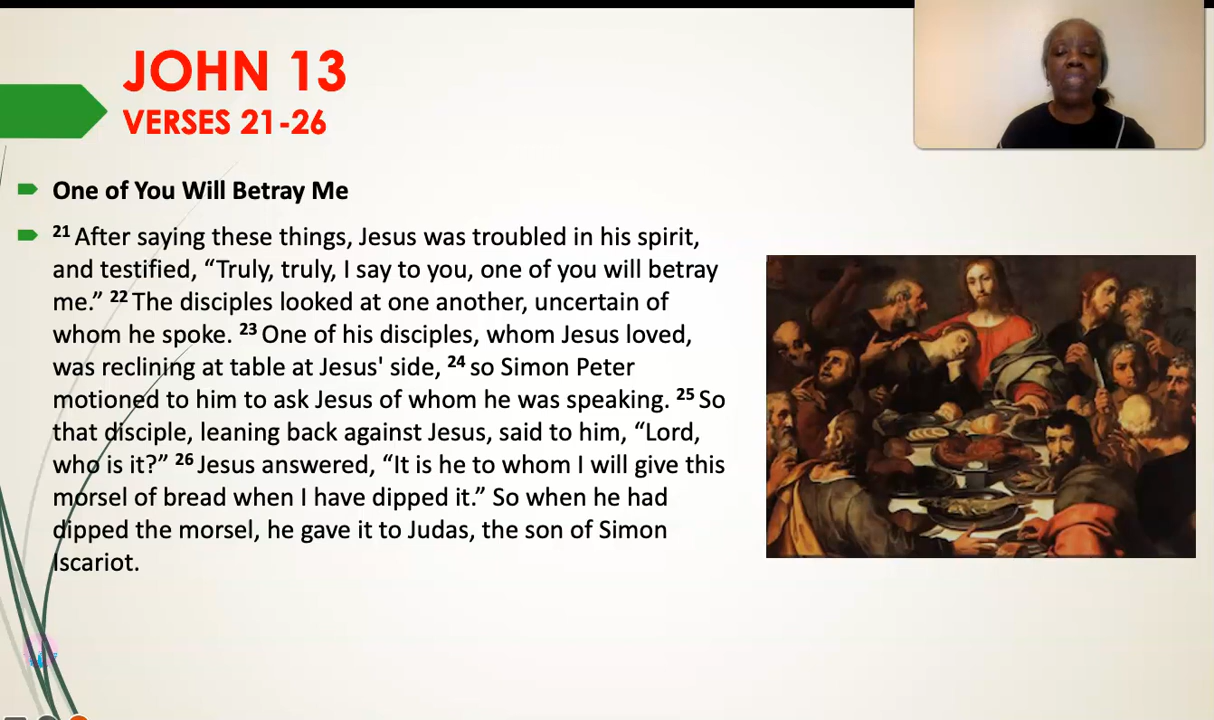 JOHN 13
VERSES 21-26
One of You Will Betray Me
21 After saying these things, Jesus was troubled in his spirit,
and testified, “Truly, truly, I say to you, one of you will betray
me.” 22 The disciples looked at one another, uncertain of
whom he spoke. 23 One of his disciples, whom Jesus loved,
was reclining at table at Jesus' side, 24 so Simon Peter
motioned to him to ask Jesus of whom he was speaking. 25 So
that disciple, leaning back against Jesus, said to him, “Lord,
who is it?” 26 Jesus answered, “It is he to whom I will give this
morsel of bread when I have dipped it.” So when he had
dipped the morsel, he gave it to Judas, the son of Simon
Iscariot.